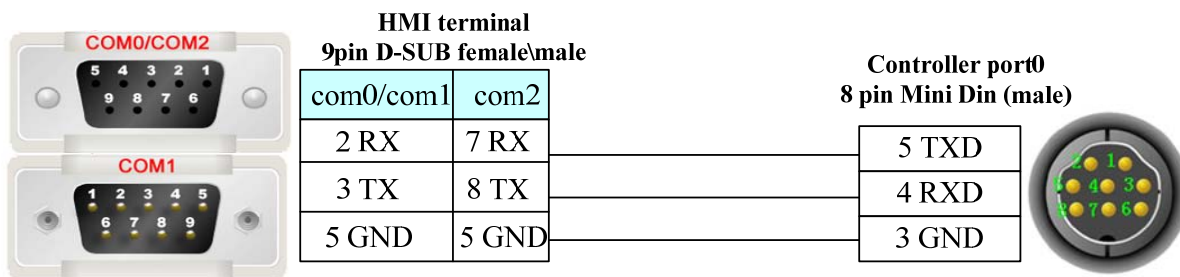 HMI terminal
9pin D-SUB female\male
COM0/COM2
5 4 3 2 1
9 8 7 6
COM1
1 2 3 4 5
6 7 8 9
com0/com1 com2
2 RX 7 RX
3 TX 8 TX
5 GND 5 GND
Controller port0
8 pin Mini Din (male)
5 TXD
4 RXD
3 GND
2 1
5 4 3
8 7 6